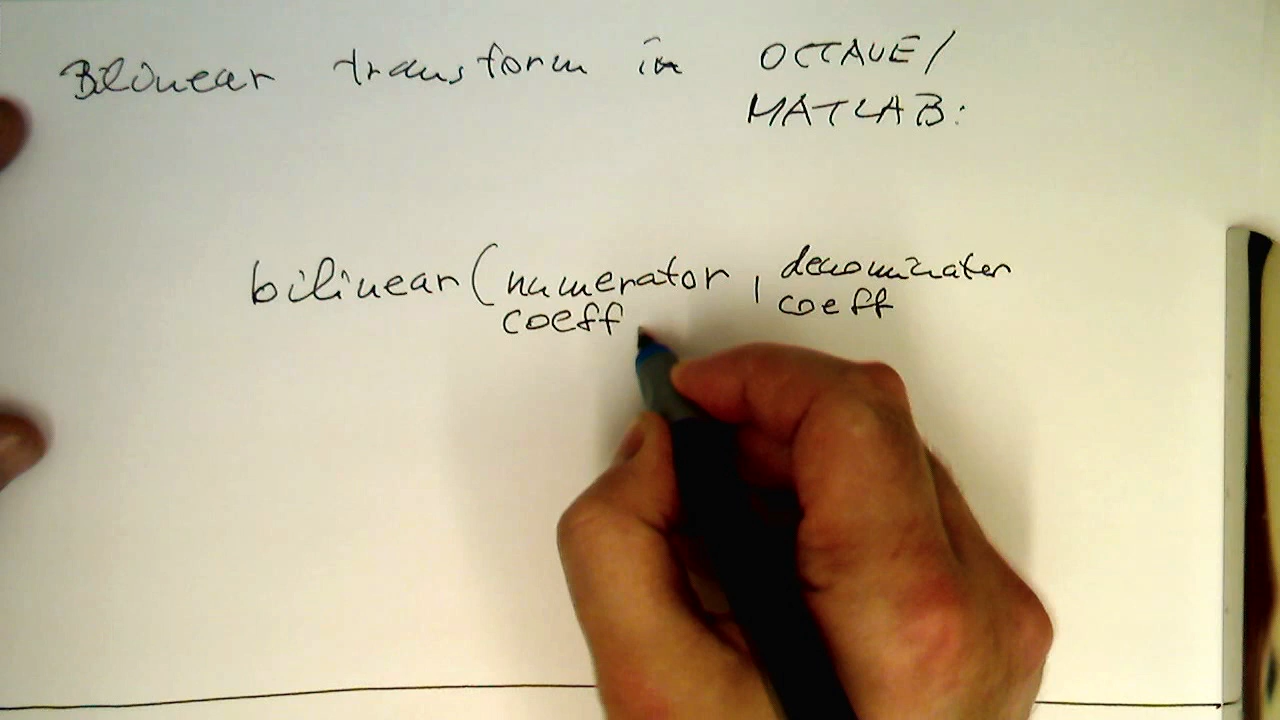 Bilinear transform in OCTAVE/
MATLAB:
bilinear(numerator, denominator
coeff coeff